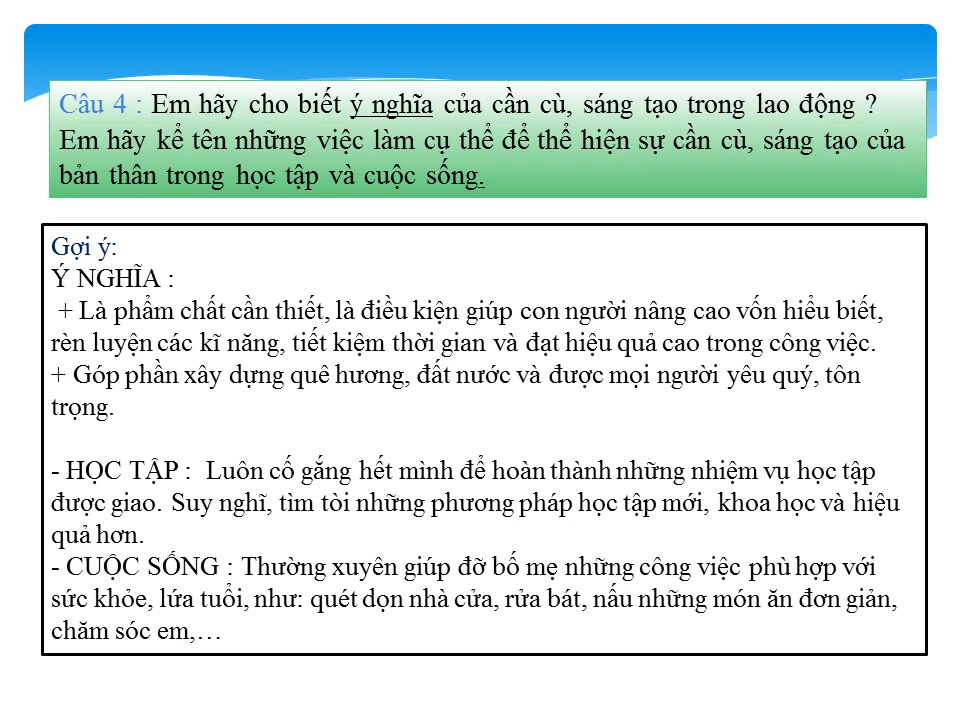 Câu 4 : Em hãy cho biết ý nghĩa của cần cù, sáng tạo trong lao động ?
Em hãy kể tên những việc làm cụ thể để thể hiện sự cần cù, sáng tạo của
bản thân trong học tập và cuộc sống.
Gợi ý:
Ý NGHĨA :
+ Là phẩm chất cần thiết, là điều kiện giúp con người nâng cao vốn hiểu biết,
rèn luyện các kĩ năng, tiết kiệm thời gian và đạt hiệu quả cao trong công việc.
+ Góp phần xây dựng quê hương, đất nước và được mọi người yêu quý, tôn
trọng.
- HỌC TẬP : Luôn cố gắng hết mình để hoàn thành những nhiệm vụ học tập
được giao. Suy nghĩ, tìm tòi những phương pháp học tập mới, khoa học và hiệu
quả hơn.
- CUỘC SỐNG : Thường xuyên giúp đỡ bố mẹ những công việc phù hợp với
sức khỏe, lứa tuổi, như: quét dọn nhà cửa, rửa bát, nấu những món ăn đơn giản,
chăm sóc em,…